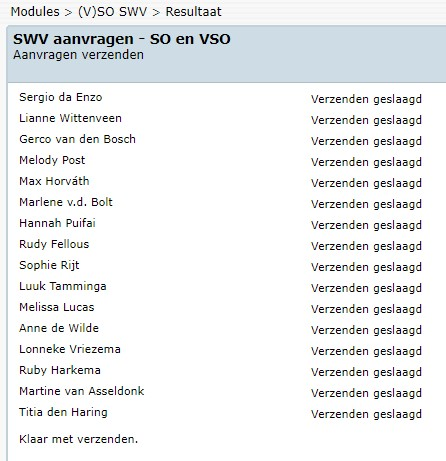 Modules > (V)SO SWV > Resultaat
SWV aanvragen - SO en VSO
Aanvragen verzenden
Sergio da Enzo Verzenden geslaagd
Lianne Wittenveen Verzenden geslaagd
Gerco van den Bosch Verzenden geslaagd
Melody Post Verzenden geslaagd
Max Horváth Verzenden geslaagd
Marlene v.d. Bolt Verzenden geslaagd
Hannah Puifai Verzenden geslaagd
Rudy Fellous Verzenden geslaagd
Sophie Rijt Verzenden geslaagd
Luuk Tamminga Verzenden geslaagd
Melissa Lucas Verzenden geslaagd
Anne de Wilde Verzenden geslaagd
Lonneke Vriezema Verzenden geslaagd
Ruby Harkema Verzenden geslaagd
Martine van Asseldonk Verzenden geslaagd
Titia den Haring Verzenden geslaagd
Klaar met verzenden.